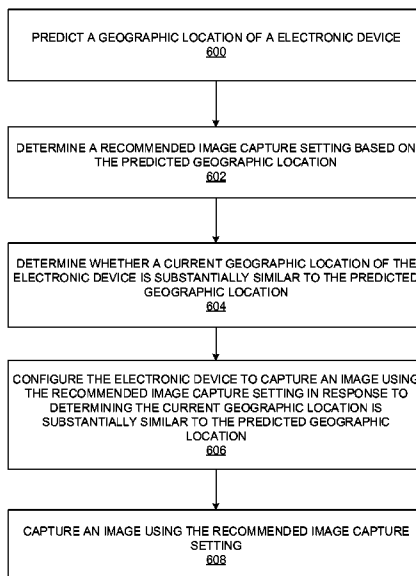 PREDICT A GEOGRAPHIC LOCATION OF A ELECTRONIC DEVICE
600
DETERMINE A RECOMMENDED IMAGE CAPTURE SETTING BASED ON
THE PREDICTED GEOGRAPHIC LOCATION
602
DETERMINE WHETHER A CURRENT GEOGRAPHIC LOCATION OF THE
ELECTRONIC DEVICE IS SUBSTANTIALLY SIMILAR TO THE PREDICTED
GEOGRAPHIC LOCATION
604
CONFIGURE THE ELECTRONIC DEVICE TO CAPTURE AN IMAGE USING
THE RECOMMENDED IMAGE CAPTURE SETTING IN RESPONSE TO
DETERMINING THE CURRENT GEOGRAPHIC LOCATION IS
SUBSTANTIALLY SIMILAR TO THE PREDICTED GEOGRAPHIC
LOCATION
606
CAPTURE AN IMAGE USING THE RECOMMENDED IMAGE CAPTURE
SETTING
608